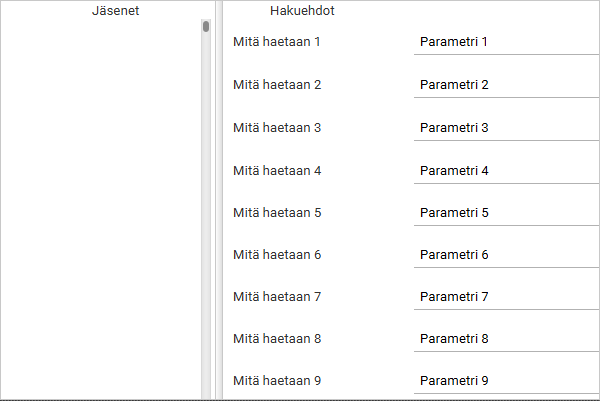 Jäsenet
Hakuehdot
Mitä haetaan 1 Parametri 1
Mitä haetaan 2 Parametri 2
Mitä haetaan 3 Parametri 3
Mitä haetaan 4 Parametri 4
Mitä haetaan 5 Parametri 5
Mitä haetaan 6 Parametri 6
Mitä haetaan 7 Parametri 7
Mitä haetaan 8 Parametri 8
Mitä haetaan 9 Parametri 9